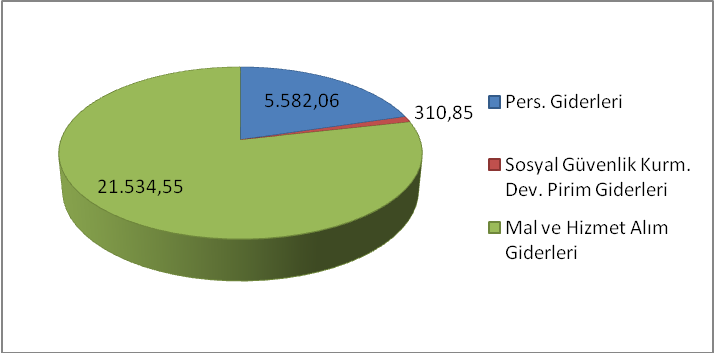 5.582,06
310,85
21.534,55
Pers. Giderleri
Sosyal Güvenlik Kurm.
Dev. Pirim Giderleri
Mal ve Hizmet Alım
Giderleri